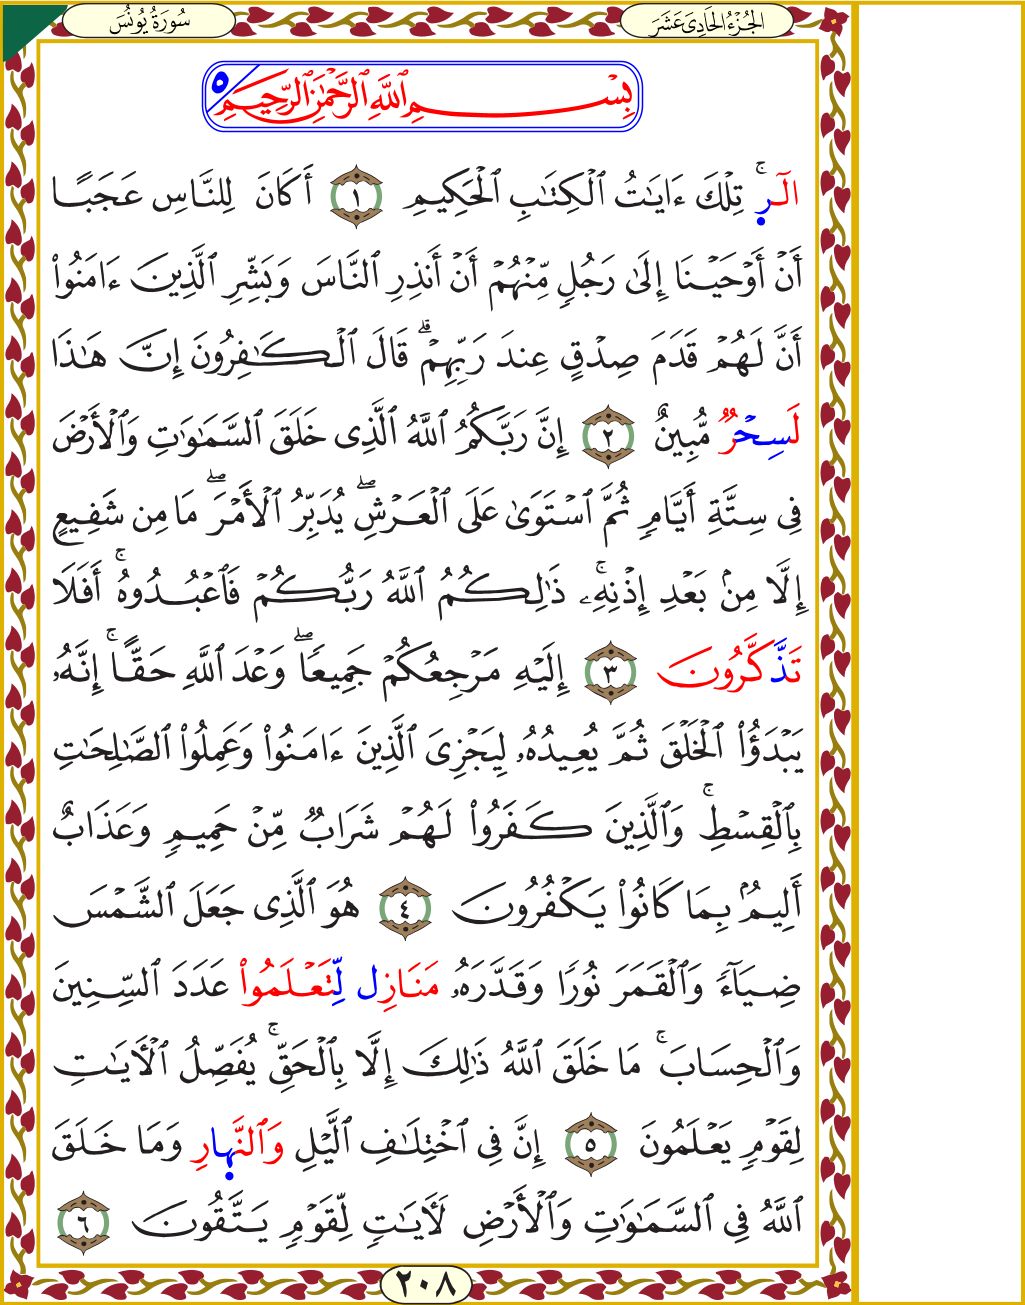 سُورَةُ يُونُسَ
الجُزْءُ الحَادِى عَشَرَ
بِسْمِ ٱللَّهِ ٱلرَّحْمَٰنِ ٱلرَّحِيمِ ٥
الٓرۚ تِلْكَ ءَايَٰتُ ٱلْكِتَٰبِ ٱلْحَكِيمِ ١ أَكَانَ لِلنَّاسِ عَجَبًا
أَنْ أَوْحَيْنَا إِلَىٰ رَجُلٍ مِّنْهُمْ أَنْ أَنذِرِ ٱلنَّاسَ وَبَشِّرِ ٱلَّذِينَ ءَامَنُوا۟
أَنَّ لَهُمْ قَدَمَ صِدْقٍ عِندَ رَبِّهِمْۗ قَالَ ٱلْكَٰفِرُونَ إِنَّ هَٰذَا
لَسِحْرٌ مُّبِينٌ ٢ إِنَّ رَبَّكُمُ ٱللَّهُ ٱلَّذِى خَلَقَ ٱلسَّمَٰوَٰتِ وَٱلْأَرْضَ
فِى سِتَّةِ أَيَّامٍ ثُمَّ ٱسْتَوَىٰ عَلَى ٱلْعَرْشِۖ يُدَبِّرُ ٱلْأَمْرَۖ مَا مِن شَفِيعٍ
إِلَّا مِنۢ بَعْدِ إِذْنِهِۦۚ ذَٰلِكُمُ ٱللَّهُ رَبُّكُمْ فَٱعْبُدُوهُۚ أَفَلَا
تَذَّكَّرُونَ ٣ إِلَيْهِ مَرْجِعُكُمْ جَمِيعًاۖ وَعْدَ ٱللَّهِ حَقًّاۚ إِنَّهُۥ
يَبْدَؤُا۟ ٱلْخَلْقَ ثُمَّ يُعِيدُهُۥ لِيَجْزِىَ ٱلَّذِينَ ءَامَنُوا۟ وَعَمِلُوا۟ ٱلصَّٰلِحَٰتِ
بِٱلْقِسْطِۚ وَٱلَّذِينَ كَفَرُوا۟ لَهُمْ شَرَابٌ مِّنْ حَمِيمٍ وَعَذَابٌ
أَلِيمٌۢ بِمَا كَانُوا۟ يَكْفُرُونَ ٤ هُوَ ٱلَّذِى جَعَلَ ٱلشَّمْسَ
ضِيَآءً وَٱلْقَمَرَ نُورًا وَقَدَّرَهُۥ مَنَازِل لِّتَعْلَمُوا۟ عَدَدَ ٱلسِّنِينَ
وَٱلْحِسَابَۚ مَا خَلَقَ ٱللَّهُ ذَٰلِكَ إِلَّا بِٱلْحَقِّۚ يُفَصِّلُ ٱلْآيَٰتِ
لِقَوْمٍ يَعْلَمُونَ ٥ إِنَّ فِى ٱخْتِلَٰفِ ٱلَّيْلِ وَٱلنَّهارِ وَمَا خَلَقَ
ٱللَّهُ فِى ٱلسَّمَٰوَٰتِ وَٱلْأَرْضِ لَأَيَٰتٍ لِّقَوْمٍ يَتَّقُونَ ٦
٢٠٨